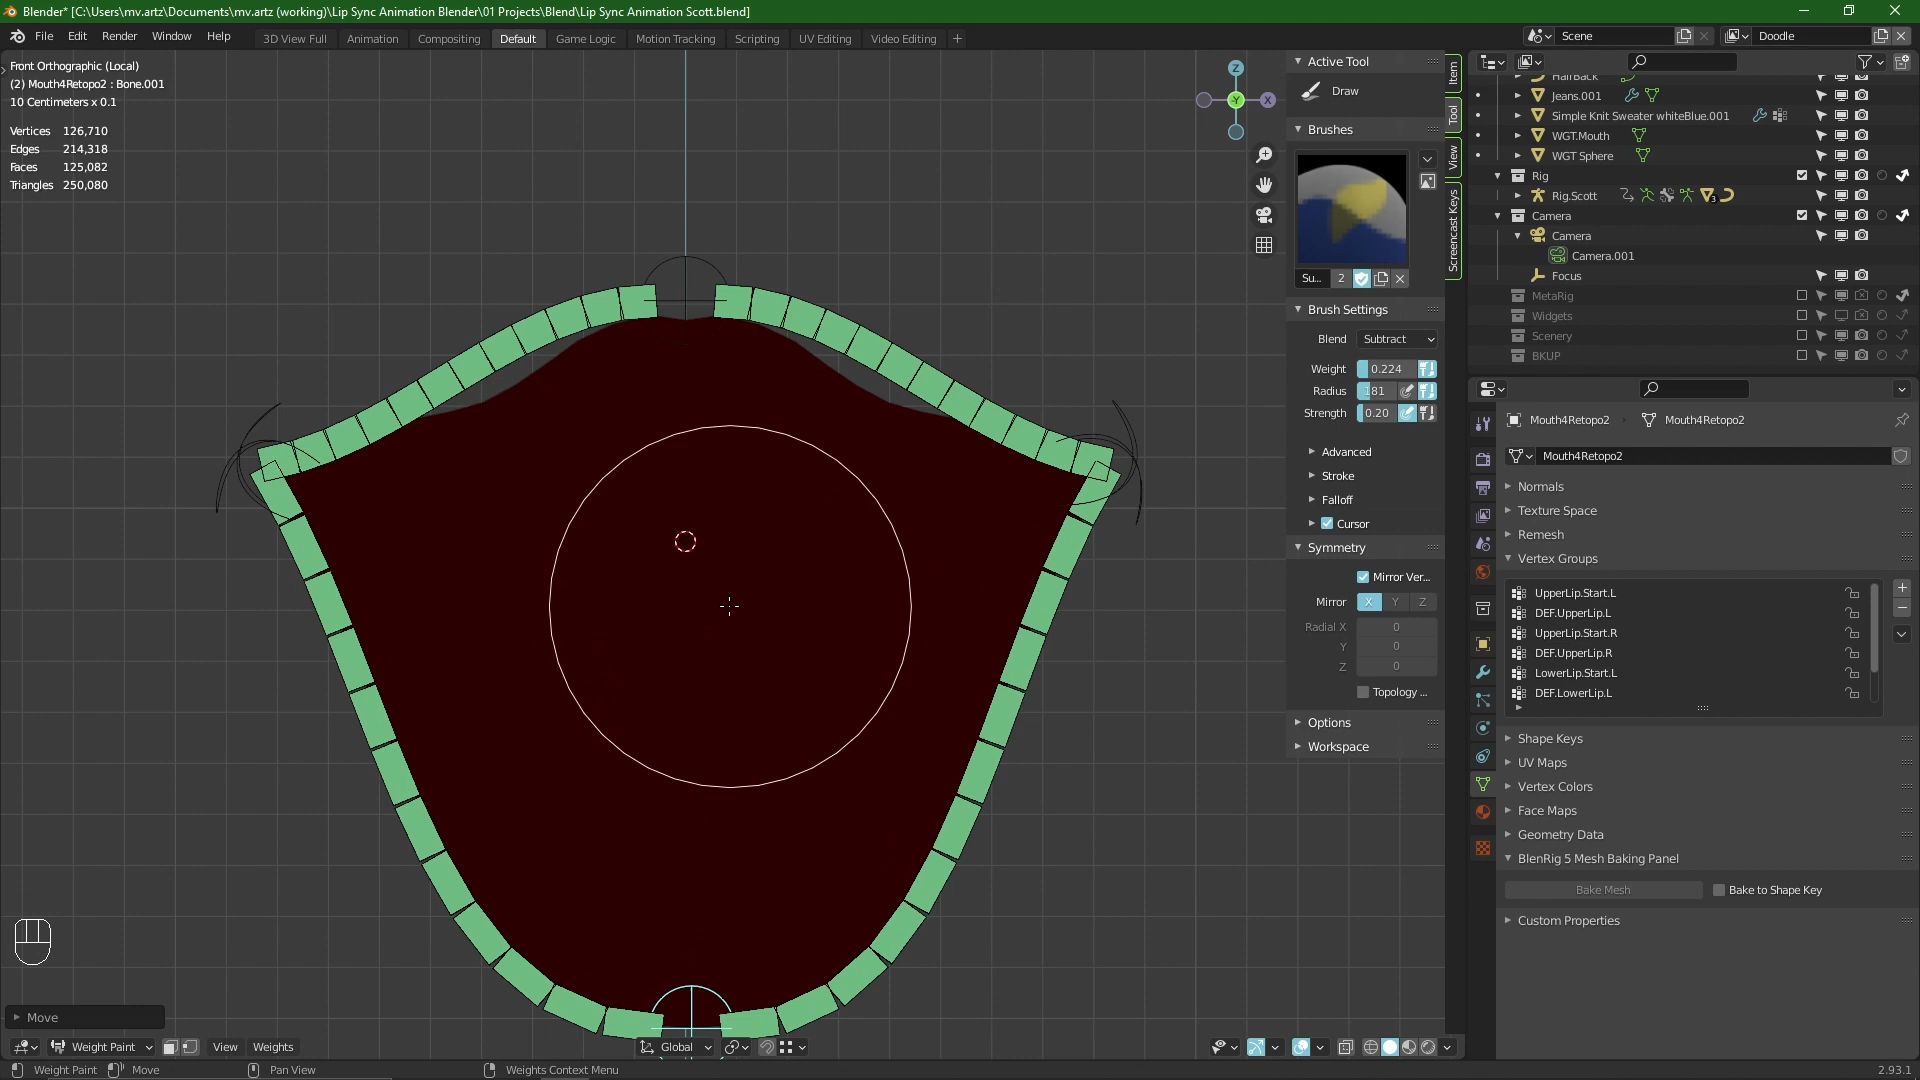 Blender* [C:\Users\mv.artz\Documents\mv.artz (working)\Lip Sync Animation Blender\01 Projects\Blend\Lip Sync Animation Scott.blend]
File Edit Render Window Help
3D View Full Animation Compositing Default Game Logic Motion Tracking Scripting UV Editing Video Editing +
Scene
Doodle
Front Orthographic (Local)
(2) Mouth4Retopo2 : Bone.001
10 Centimeters x 0.1
Vertices 126,710
Edges 214,318
Faces 125,082
Triangles 250,080
Z
Y
X
Active Tool
Draw
Brushes
Su... 2
Brush Settings
Blend Subtract
Weight 0.224
Radius 181
Strength 0.20
Advanced
Stroke
Falloff
Cursor
Symmetry
Mirror Ver...
Mirror X Y Z
Radial X 0
Y 0
Z 0
Topology ...
Options
Workspace
Item
Tool
View
Screencast Keys
HairBack
Jeans.001
Simple Knit Sweater whiteBlue.001
WGT.Mouth
WGT Sphere
Rig
Rig.Scott
3
Camera
Camera
Camera.001
Focus
MetaRig
Widgets
Scenery
BKUP
Mouth4Retopo2 Mouth4Retopo2
Mouth4Retopo2
Normals
Texture Space
Remesh
Vertex Groups
UpperLip.Start.L
DEF.UpperLip.L
UpperLip.Start.R
DEF.UpperLip.R
LowerLip.Start.L
DEF.LowerLip.L
Shape Keys
UV Maps
Vertex Colors
Face Maps
Geometry Data
BlenRig 5 Mesh Baking Panel
Bake Mesh Bake to Shape Key
Custom Properties
Move
Weight Paint View Weights Global
Weight Paint Move Pan View Weights Context Menu 2.93.1